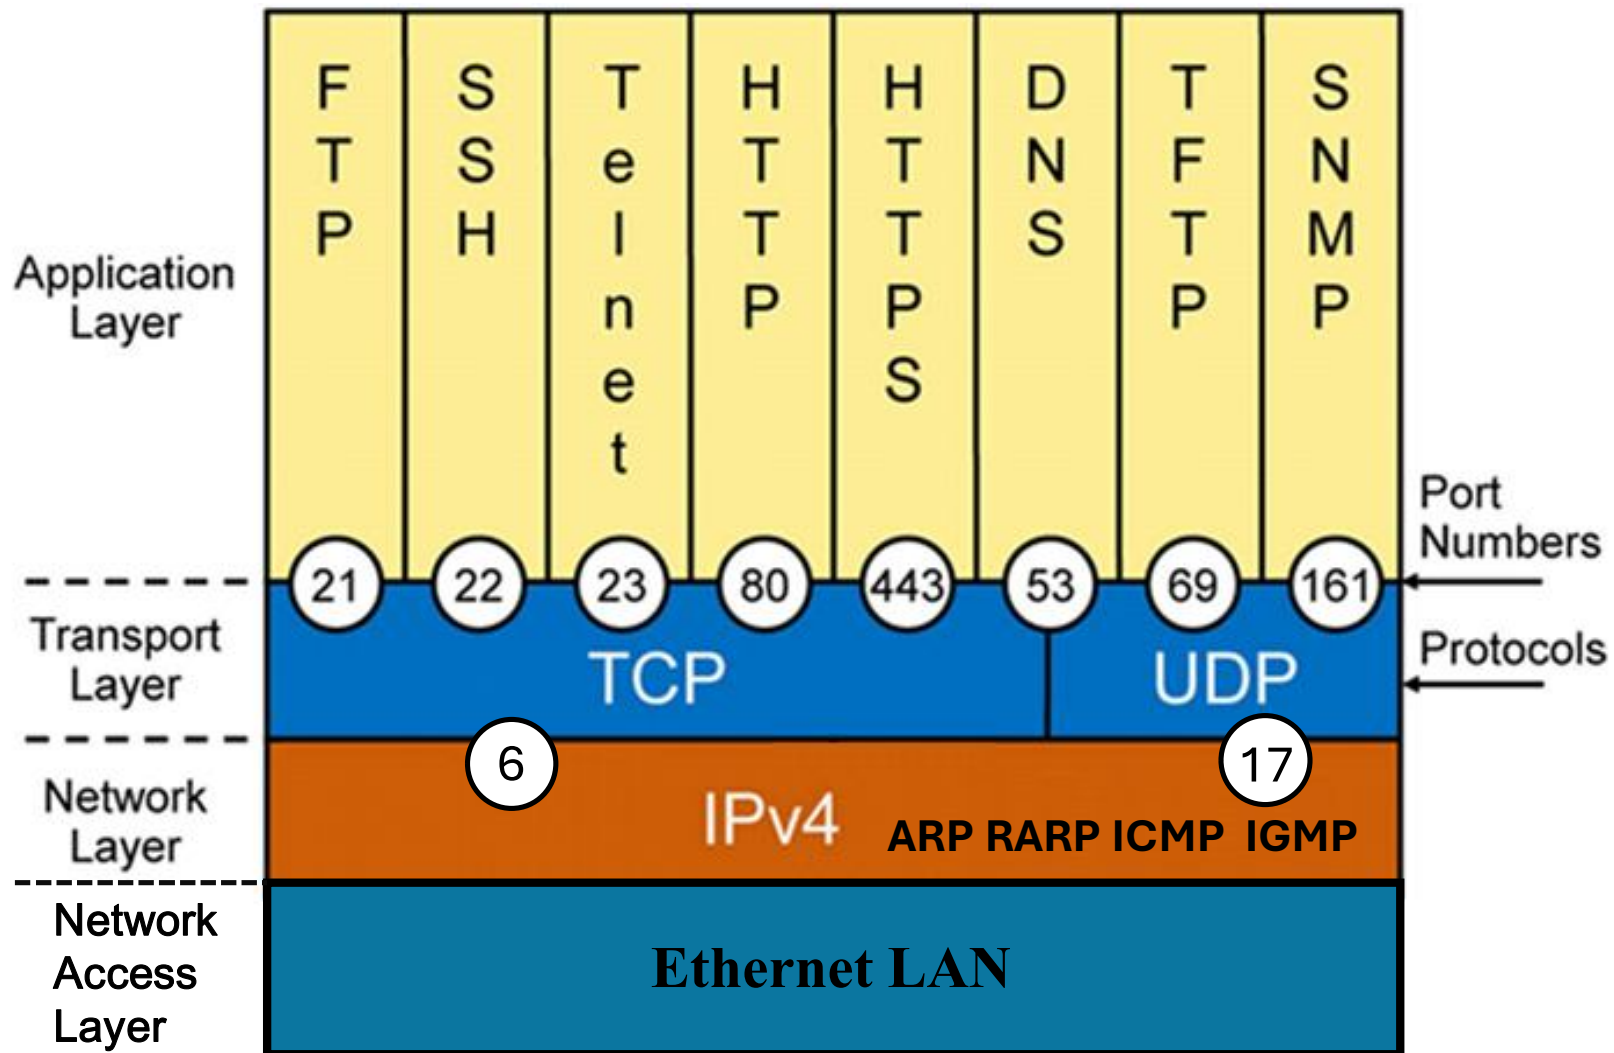 FTP
SSH
Telnet
HTTP
HTTPS
DNS
TFTP
SNMP
Application
Layer
Port
Numbers
21 22 23 80 443 53 69 161
Transport
Layer
TCP UDP
Protocols
6 17
Network
Layer
IPv4
ARP RARP ICMP IGMP
Network
Access
Layer
Ethernet LAN